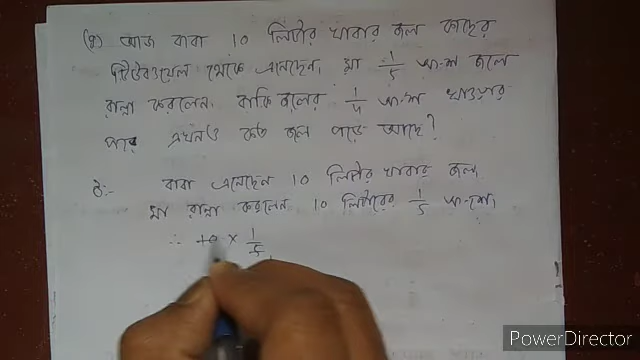 (খ) আজ বাবা 10 লিটার খাবার জল কাছের
টিউবওয়েল থেকে এনেছেন। মা 1/5 অংশ জলে
রান্না করলেন। বাকি জলের 1/4 অংশ খাওয়ার
পরে এখনও কত জল পড়ে আছে?
উঃ- বাবা এনেছেন 10 লিটার খাবার জল,
মা রান্না করলেন 10 লিটারের 1/5 অংশে।
∴ 10 × 1/5
PowerDirector